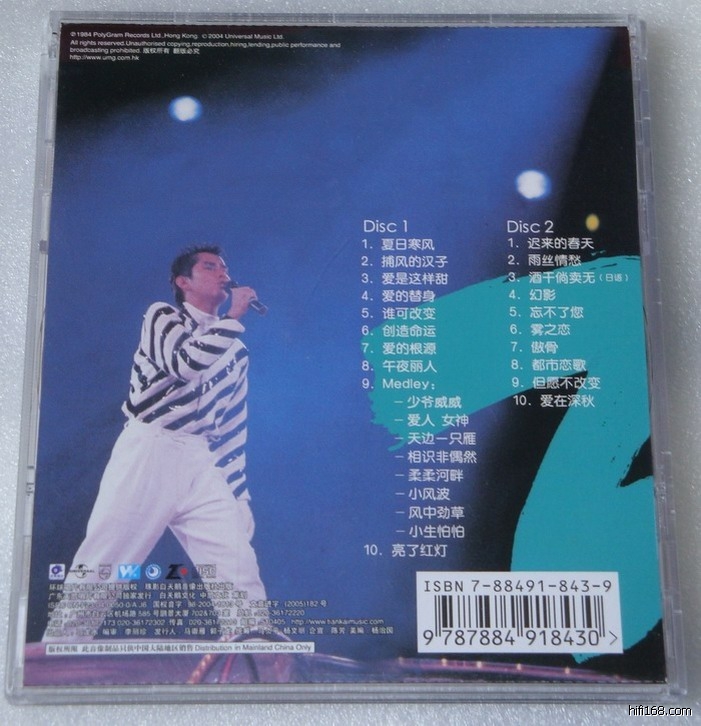 ℗1984 PolyGram Records Ltd.,Hong Kong. ©2004 Universal Music Ltd.
All rights reserved.Unauthorised copying,reproduction,hiring,lending,public performance and
broadcasting prohibited. 版权所有 翻版必究
http://www.umg.com.hk
Disc 1
1. 夏日寒风
2. 捕风的汉子
3. 爱是这样甜
4. 爱的替身
5. 谁可改变
6. 创造命运
7. 爱的根源
8. 午夜丽人
9. Medley:
– 少爷威威
– 爱人 女神
– 天边一只雁
– 相识非偶然
– 柔柔河畔
– 小风波
– 风中劲草
– 小生怕怕
10. 亮了红灯
Disc 2
1. 迟来的春天
2. 雨丝情愁
3. 酒干倘卖无(日语)
4. 幻影
5. 忘不了您
6. 雾之恋
7. 傲骨
8. 都市恋歌
9. 但愿不改变
10. 爱在深秋
ISBN 7-88491-843-9
9 787884 918430 >
http://www.tiankaimusic.com
版权所有 此音像制品只供中国大陆地区销售 Distribution in Mainland China Only
hifi168.com